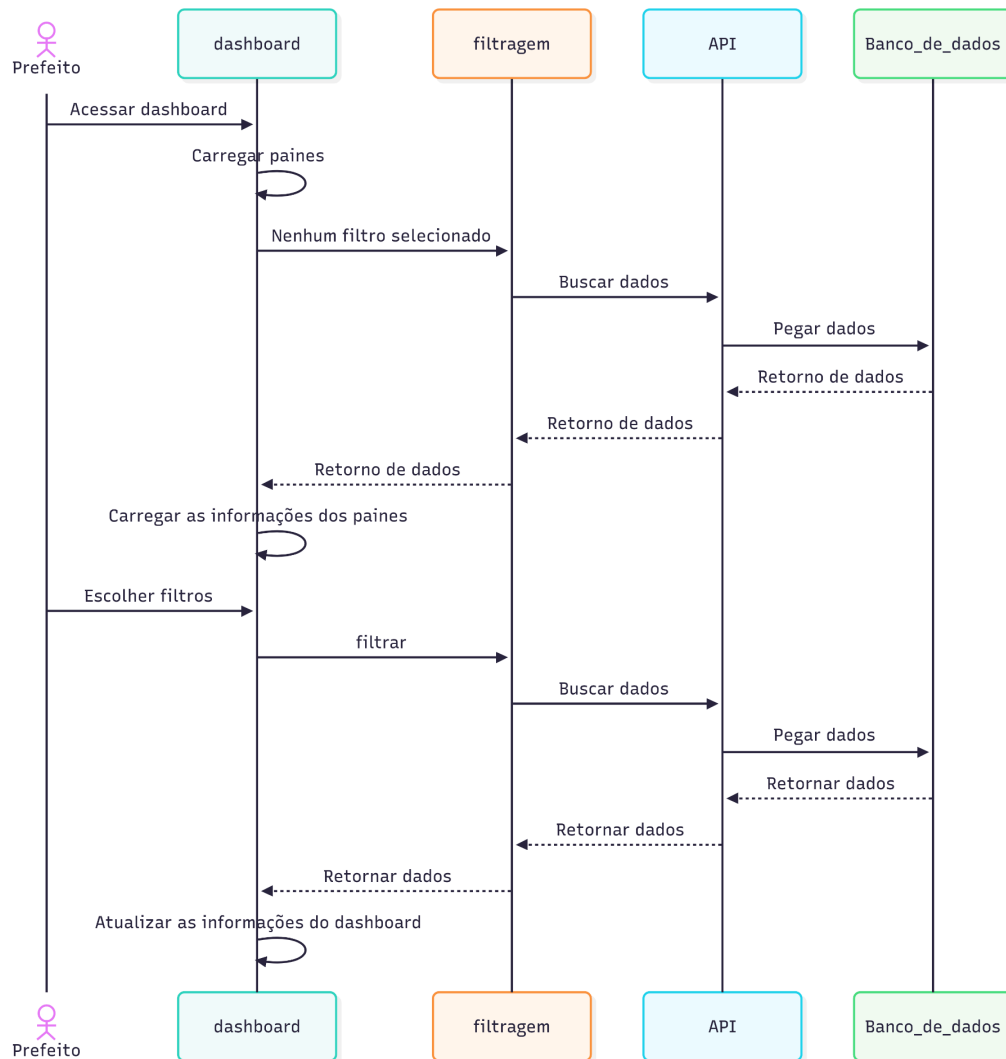 Prefeito
dashboard
filtragem
API
Banco_de_dados
Acessar dashboard
Carregar paines
Nenhum filtro selecionado
Buscar dados
Pegar dados
Retorno de dados
Retorno de dados
Retorno de dados
Carregar as informações dos paines
Escolher filtros
filtrar
Buscar dados
Pegar dados
Retornar dados
Retornar dados
Retornar dados
Atualizar as informações do dashboard
Prefeito
dashboard
filtragem
API
Banco_de_dados